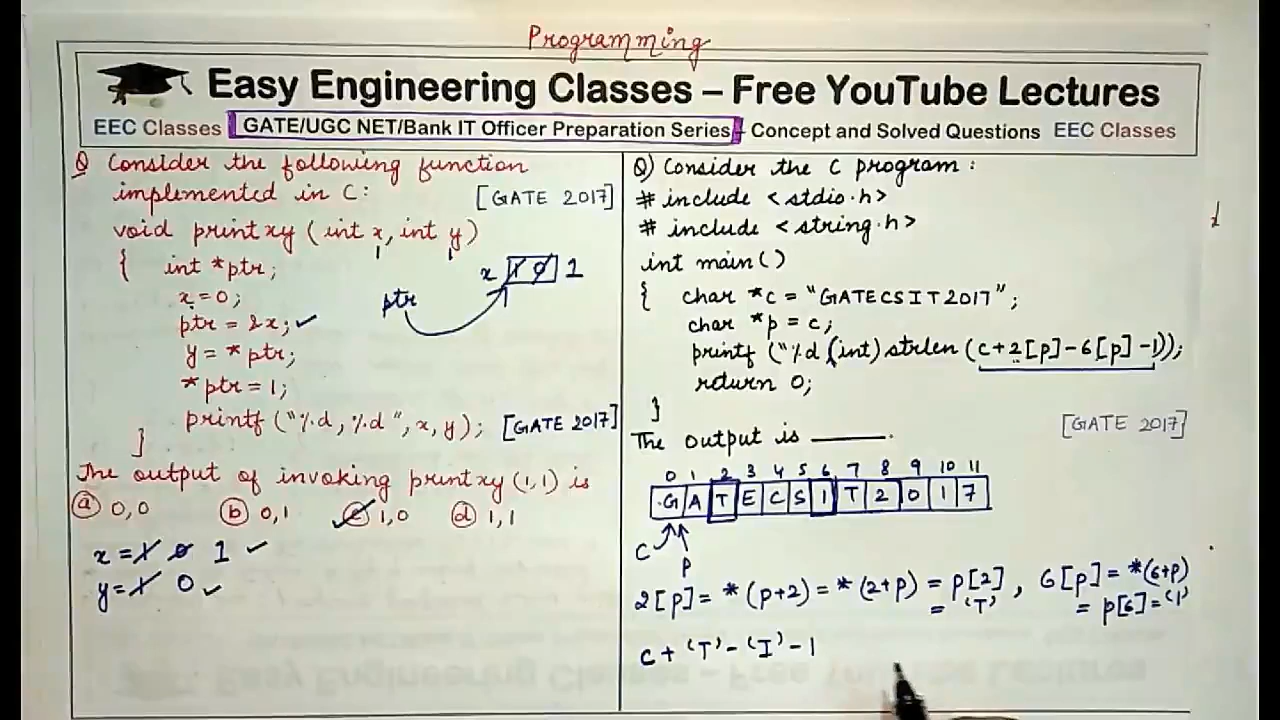 Programming
Easy Engineering Classes – Free YouTube Lectures
EEC Classes GATE/UGC NET/Bank IT Officer Preparation Series – Concept and Solved Questions EEC Classes
Q Consider the following function
implemented in C: [GATE 2017]
void printxy (int x, int y)
1 1
{ int *ptr;
x 1 0 1
x=0;
ptr
ptr = &x; ✓
y = *ptr;
*ptr = 1;
printf ("%d, %d", x, y); [GATE 2017]
}
The output of invoking printxy (1,1) is
(a) 0,0 (b) 0,1 (c) 1,0 (d) 1,1
x = 1 0 1 ✓
y = 1 0 ✓
Q) Consider the C program:
# include <stdio.h>
# include <string.h>
int main()
{ char *c = "GATECSIT2017";
char *p = c;
printf ("%d (int) strlen (c+2[p]-6[p]-1));
return 0;
}
[GATE 2017]
The output is ______.
0 1 2 3 4 5 6 7 8 9 10 11
G A T E C S I T 2 0 1 7
C
P
2[p] = *(p+2) = *(2+p) = p[2] , 6[p] = *(6+p)
= 'T' = p[6] = 'I'
c + 'T' - 'I' - 1